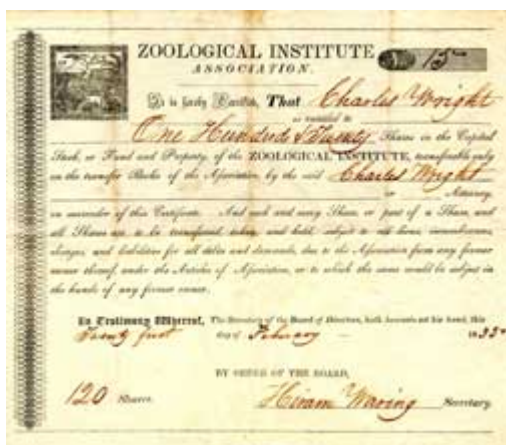 ZOOLOGICAL INSTITUTE
ASSOCIATION.
No 15
It is hereby Certified, That Charles Wright
is entitled to
One Hundred & Twenty Shares in the Capital
Stock, or Fund and Property, of the ZOOLOGICAL INSTITUTE, transferable only
on the transfer Books of the Association by the said Charles Wright
or Attorney,
on surrender of this Certificate. And each and every Share, or part of a Share, and
all Shares are to be transferred, taken, and held, subject to all liens, incumbrances,
charges, and liabilities for all debts and demands, due to the Association from any former
owner thereof, under the Articles of Association, or to which the same would be subject in
the hands of any former owner.
In Testimony Whereof, The Secretary of the Board of Directors, hath hereunto set his hand, this
Twenty first day of February 183
BY ORDER OF THE BOARD,
120 Shares. Hiram Waring Secretary.